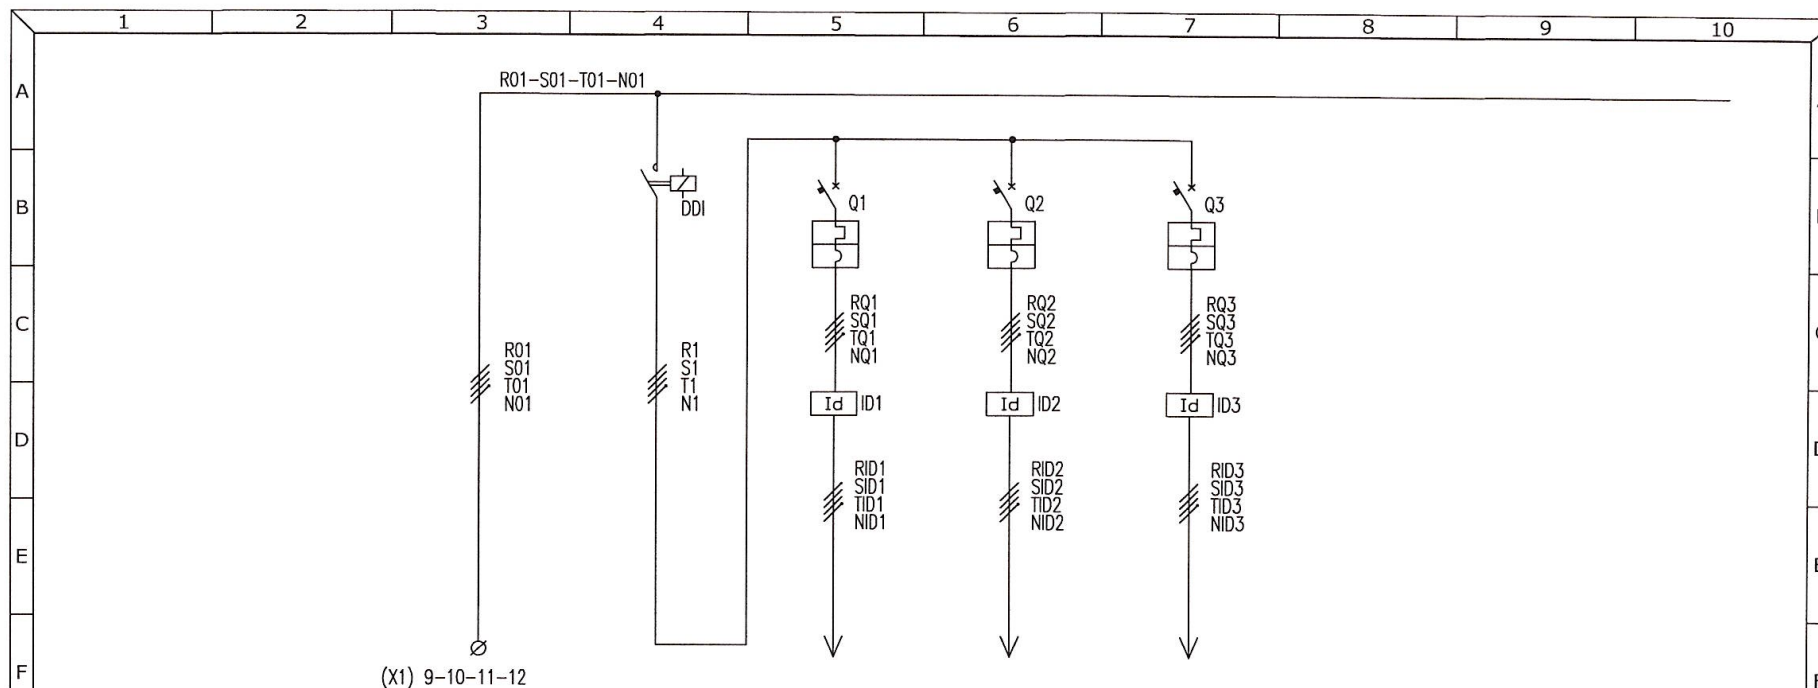 1 2 3 4 5 6 7 8 9 10
A
R01-S01-T01-N01
B
DDI
Q1
Q2
Q3
C
RQ1
SQ1
TQ1
NQ1
RQ2
SQ2
TQ2
NQ2
RQ3
SQ3
TQ3
NQ3
R01
S01
T01
N01
R1
S1
T1
N1
Id ID1
Id ID2
Id ID3
D
RID1
SID1
TID1
NID1
RID2
SID2
TID2
NID2
RID3
SID3
TID3
NID3
E
F
(X1) 9-10-11-12